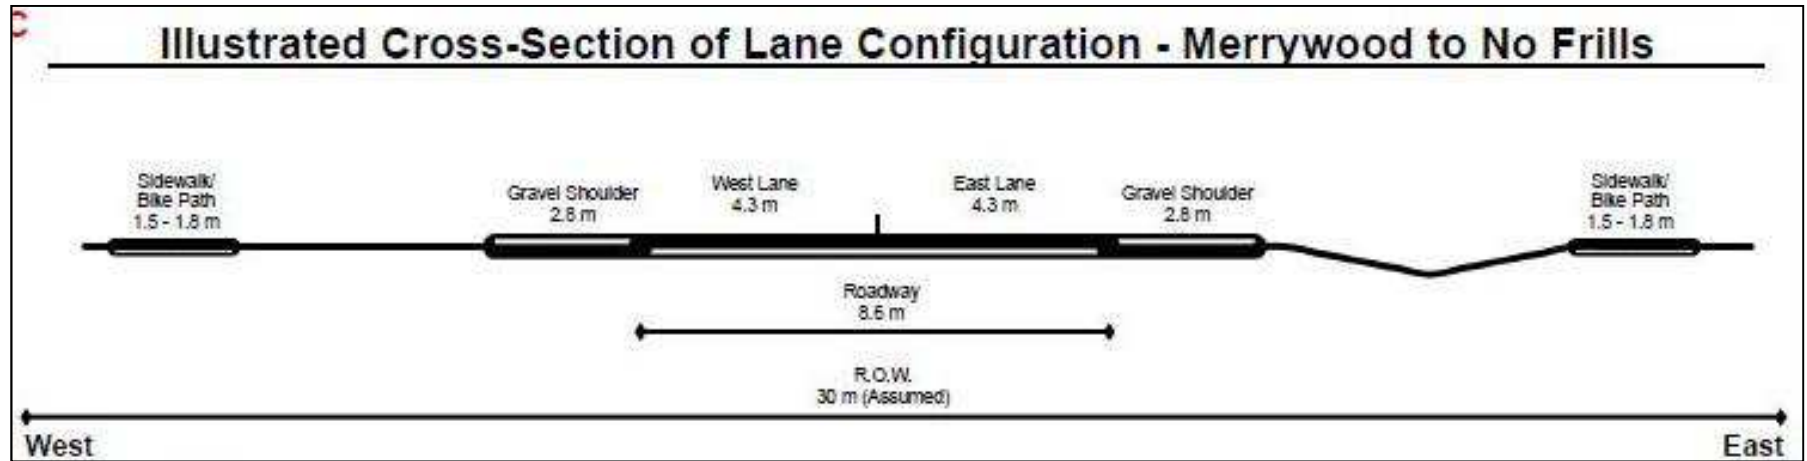 C
Illustrated Cross-Section of Lane Configuration - Merrywood to No Frills
Sidewalk/
Bike Path
1.5 - 1.8 m
Gravel Shoulder
2.8 m
West Lane
4.3 m
East Lane
4.3 m
Gravel Shoulder
2.8 m
Sidewalk/
Bike Path
1.5 - 1.8 m
Roadway
8.6 m
R.O.W.
30 m (Assumed)
West
East